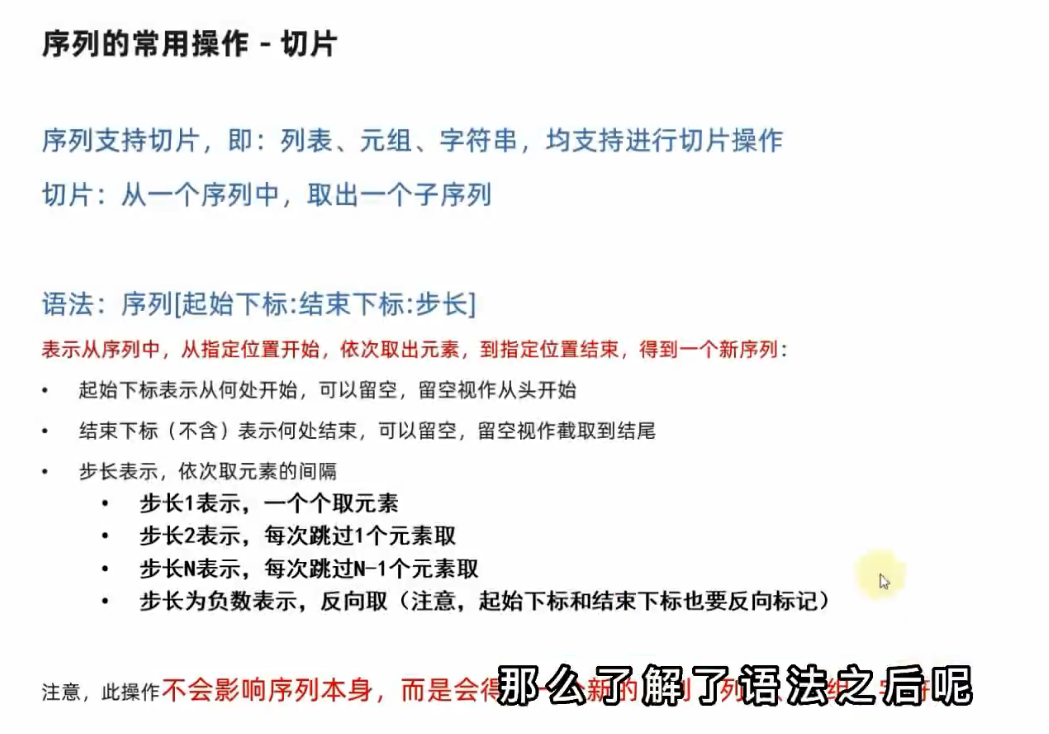 序列的常用操作 - 切片
序列支持切片，即：列表、元组、字符串，均支持进行切片操作
切片：从一个序列中，取出一个子序列
语法：序列[起始下标:结束下标:步长]
表示从序列中，从指定位置开始，依次取出元素，到指定位置结束，得到一个新序列：
• 起始下标表示从何处开始，可以留空，留空视作从头开始
• 结束下标（不含）表示何处结束，可以留空，留空视作截取到结尾
• 步长表示，依次取元素的间隔
• 步长1表示，一个个取元素
• 步长2表示，每次跳过1个元素取
• 步长N表示，每次跳过N-1个元素取
• 步长为负数表示，反向取（注意，起始下标和结束下标也要反向标记）
注意，此操作不会影响序列本身，而是会得
那么了解了语法之后呢